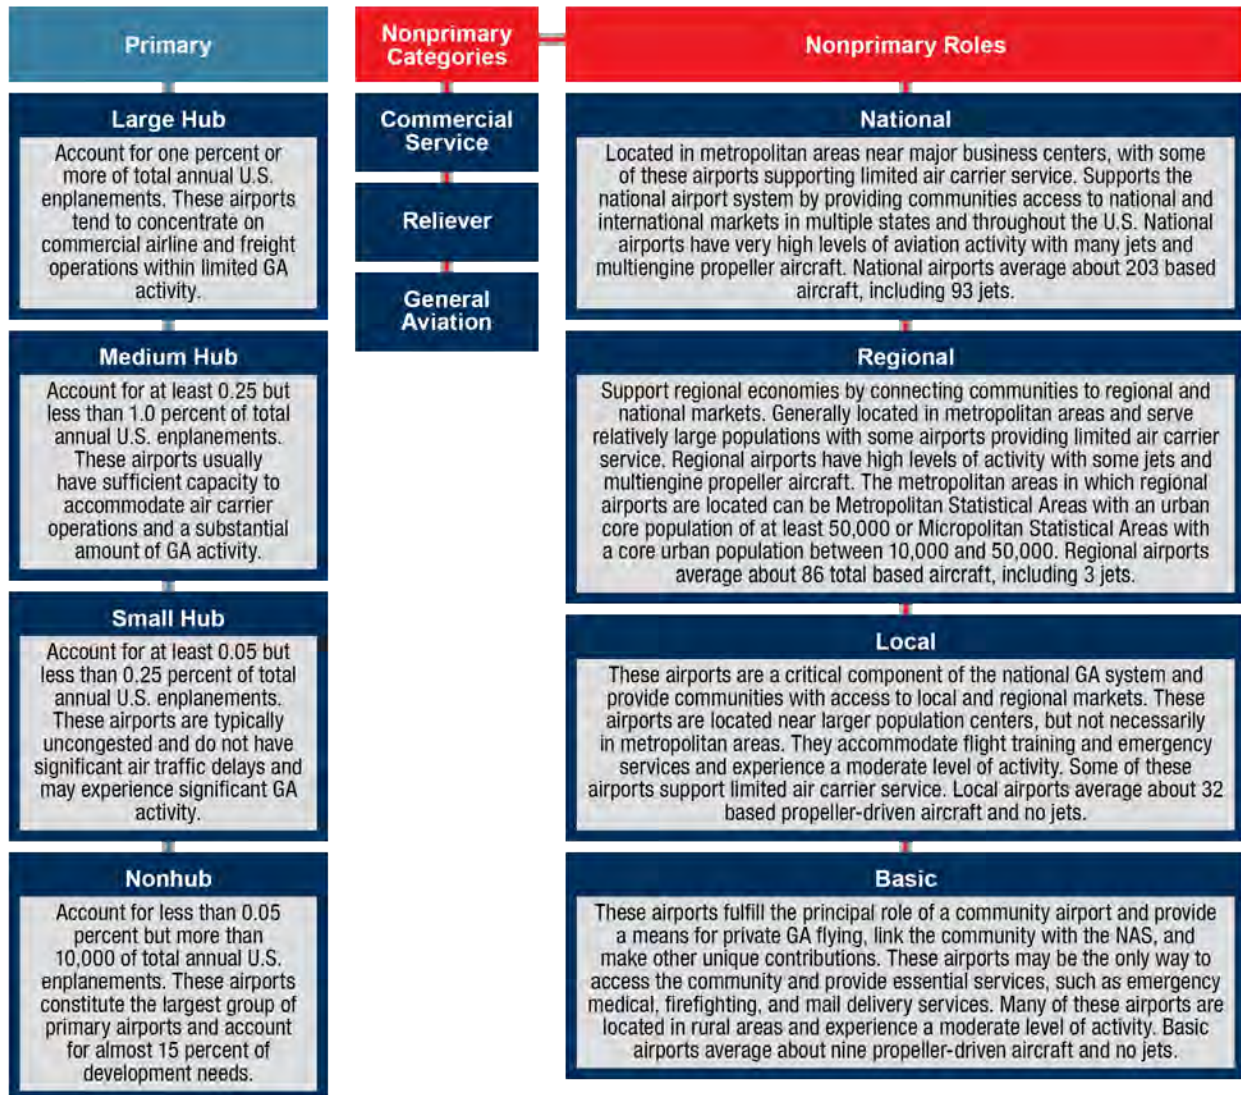 Primary
Large Hub
Account for one percent or
more of total annual U.S.
enplanements. These airports
tend to concentrate on
commercial airline and freight
operations within limited GA
activity.
Medium Hub
Account for at least 0.25 but
less than 1.0 percent of total
annual U.S. enplanements.
These airports usually
have sufficient capacity to
accommodate air carrier
operations and a substantial
amount of GA activity.
Small Hub
Account for at least 0.05 but
less than 0.25 percent of total
annual U.S. enplanements.
These airports are typically
uncongested and do not have
significant air traffic delays and
may experience significant GA
activity.
Nonhub
Account for less than 0.05
percent but more than
10,000 of total annual U.S.
enplanements. These airports
constitute the largest group of
primary airports and account
for almost 15 percent of
development needs.
Nonprimary
Categories
Commercial
Service
Reliever
General
Aviation
Nonprimary Roles
National
Located in metropolitan areas near major business centers, with some
of these airports supporting limited air carrier service. Supports the
national airport system by providing communities access to national and
international markets in multiple states and throughout the U.S. National
airports have very high levels of aviation activity with many jets and
multiengine propeller aircraft. National airports average about 203 based
aircraft, including 93 jets.
Regional
Support regional economies by connecting communities to regional and
national markets. Generally located in metropolitan areas and serve
relatively large populations with some airports providing limited air carrier
service. Regional airports have high levels of activity with some jets and
multiengine propeller aircraft. The metropolitan areas in which regional
airports are located can be Metropolitan Statistical Areas with an urban
core population of at least 50,000 or Micropolitan Statistical Areas with
a core urban population between 10,000 and 50,000. Regional airports
average about 86 total based aircraft, including 3 jets.
Local
These airports are a critical component of the national GA system and
provide communities with access to local and regional markets. These
airports are located near larger population centers, but not necessarily
in metropolitan areas. They accommodate flight training and emergency
services and experience a moderate level of activity. Some of these
airports support limited air carrier service. Local airports average about 32
based propeller-driven aircraft and no jets.
Basic
These airports fulfill the principal role of a community airport and provide
a means for private GA flying, link the community with the NAS, and
make other unique contributions. These airports may be the only way to
access the community and provide essential services, such as emergency
medical, firefighting, and mail delivery services. Many of these airports are
located in rural areas and experience a moderate level of activity. Basic
airports average about nine propeller-driven aircraft and no jets.